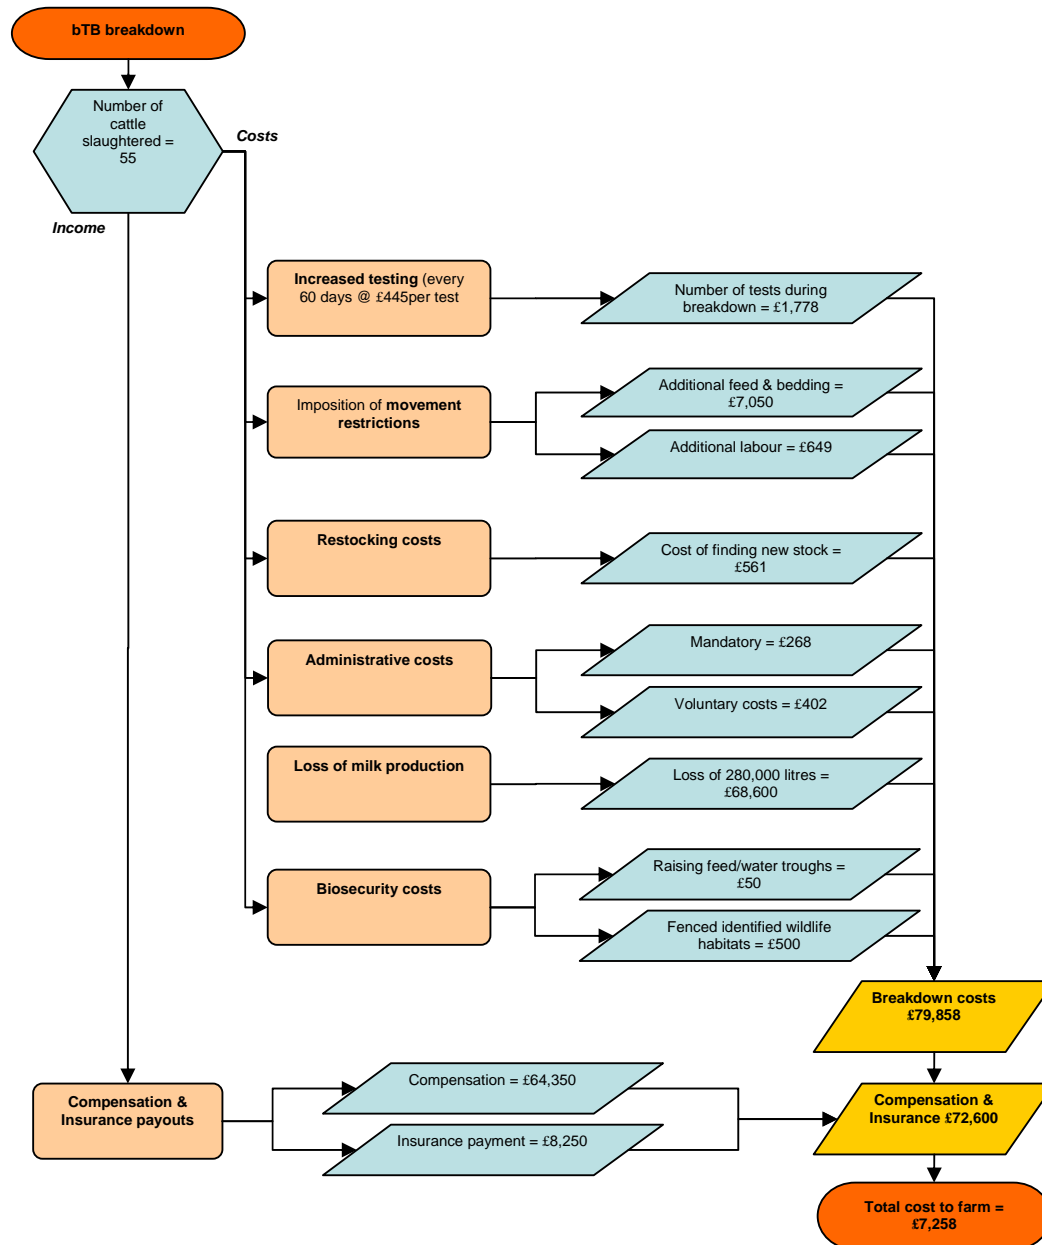 bTB breakdown
Number of
cattle
slaughtered =
55
Costs
Income
Increased testing (every
60 days @ £445per test
Number of tests during
breakdown = £1,778
Imposition of movement
restrictions
Additional feed & bedding =
£7,050
Additional labour = £649
Restocking costs
Cost of finding new stock =
£561
Administrative costs
Mandatory = £268
Voluntary costs = £402
Loss of milk production
Loss of 280,000 litres =
£68,600
Biosecurity costs
Raising feed/water troughs =
£50
Fenced identified wildlife
habitats = £500
Breakdown costs
£79,858
Compensation &
Insurance payouts
Compensation = £64,350
Insurance payment = £8,250
Compensation &
Insurance £72,600
Total cost to farm =
£7,258